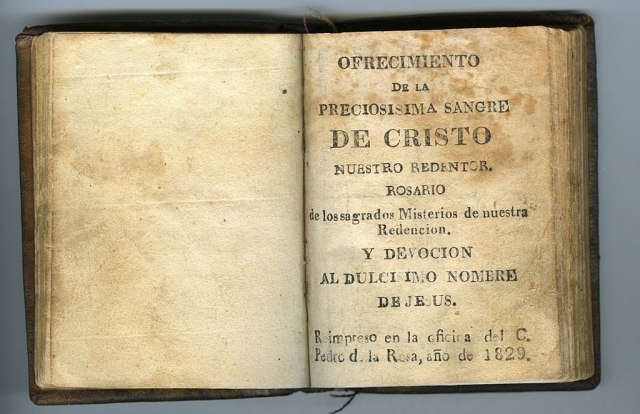 OFRECIMIENTO
DE LA
PRECIOSISIMA SANGRE
DE CRISTO
NUESTRO REDENTOR.
ROSARIO
de los sagrados Misterios de nuestra
Redencion.
Y DEVOCION
AL DULCISIMO NOMBRE
DE JESUS.
Reimpreso en la oficina del C.
Pedro de la Rosa, año de 1829.